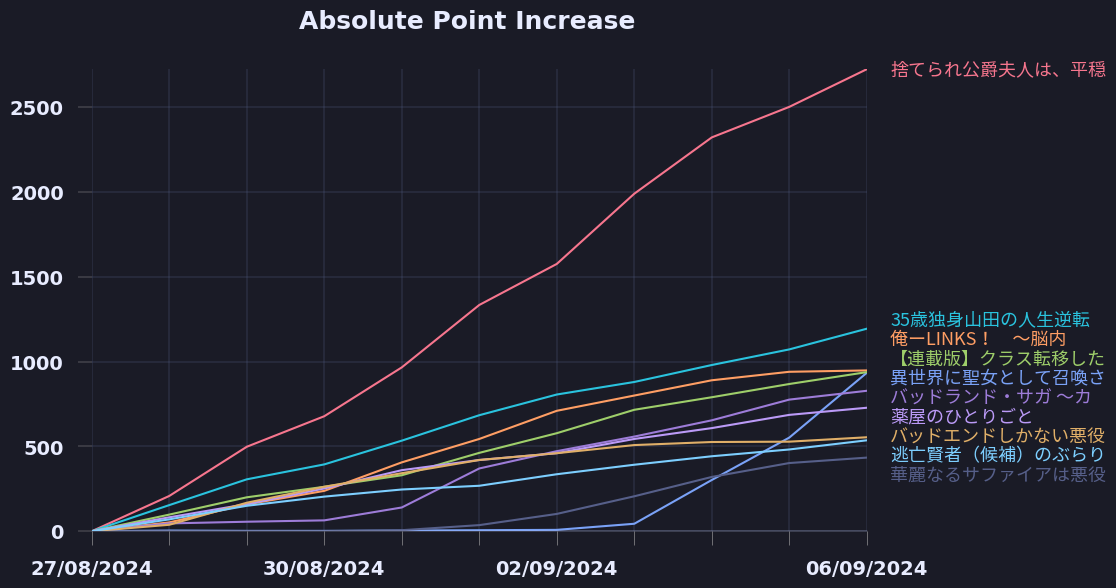 Absolute Point Increase
2500
2000
1500
1000
500
0
27/08/2024
30/08/2024
02/09/2024
06/09/2024
捨てられ公爵夫人は、平穏
35歳独身山田の人生逆転
俺ーLINKS！　～脳内
【連載版】クラス転移した
異世界に聖女として召喚さ
バッドランド・サガ ～カ
薬屋のひとりごと
バッドエンドしかない悪役
逃亡賢者（候補）のぶらり
華麗なるサファイアは悪役